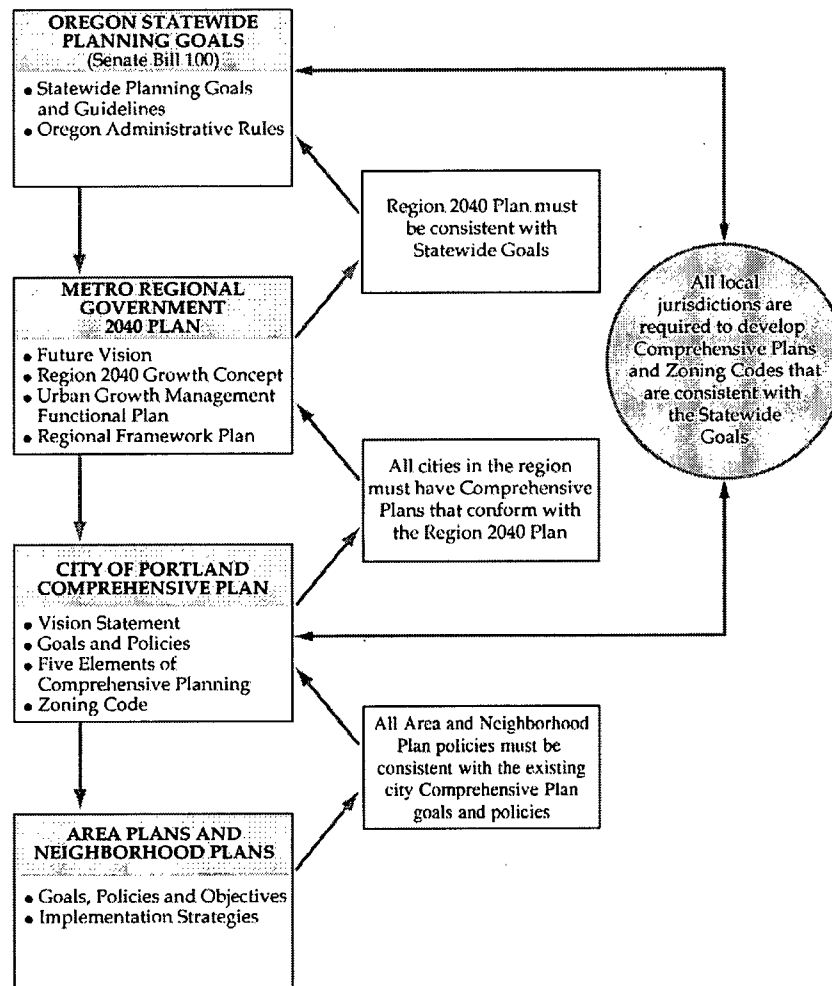 OREGON STATEWIDE
PLANNING GOALS
(Senate Bill 100)
• Statewide Planning Goals
and Guidelines
• Oregon Administrative Rules
Region 2040 Plan must
be consistent with
Statewide Goals
METRO REGIONAL
GOVERNMENT
2040 PLAN
• Future Vision
• Region 2040 Growth Concept
• Urban Growth Management
Functional Plan
• Regional Framework Plan
All local
jurisdictions are
required to develop
Comprehensive Plans
and Zoning Codes that
are consistent with
the Statewide
Goals
All cities in the region
must have Comprehensive
Plans that conform with
the Region 2040 Plan
CITY OF PORTLAND
COMPREHENSIVE PLAN
• Vision Statement
• Goals and Policies
• Five Elements of
Comprehensive Planning
• Zoning Code
All Area and Neighborhood
Plan policies must be
consistent with the existing
city Comprehensive Plan
goals and policies
AREA PLANS AND
NEIGHBORHOOD PLANS
• Goals, Policies and Objectives
• Implementation Strategies